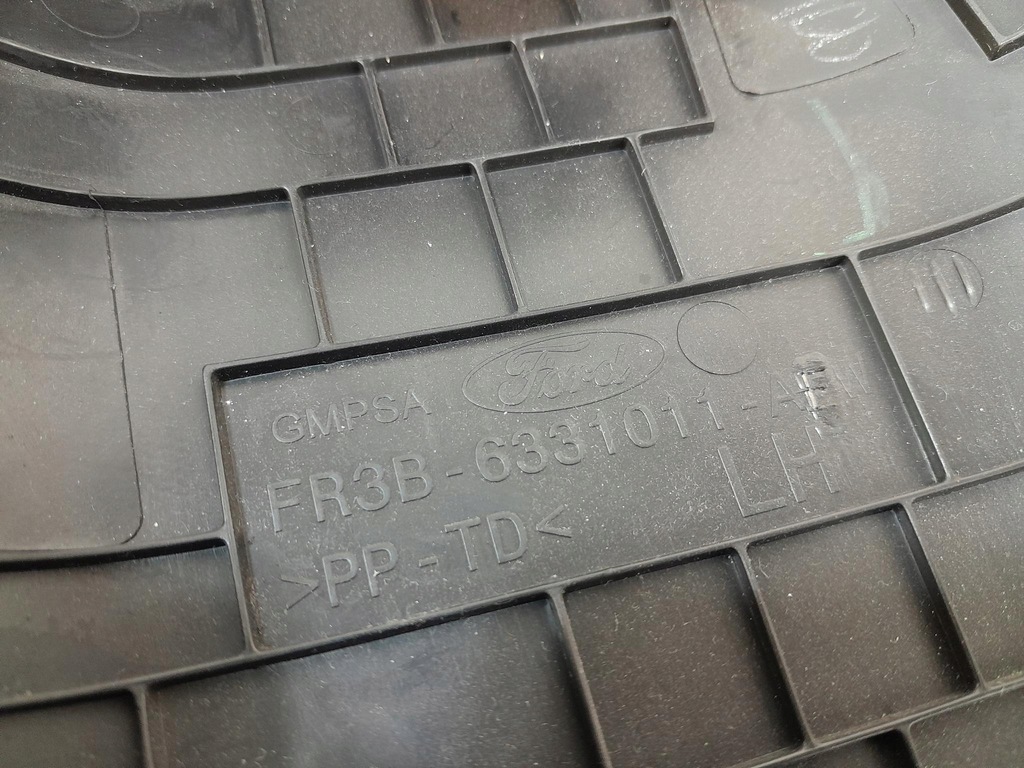 GMPSA Ford
FR3B-6331011
LH
>PP-TD<